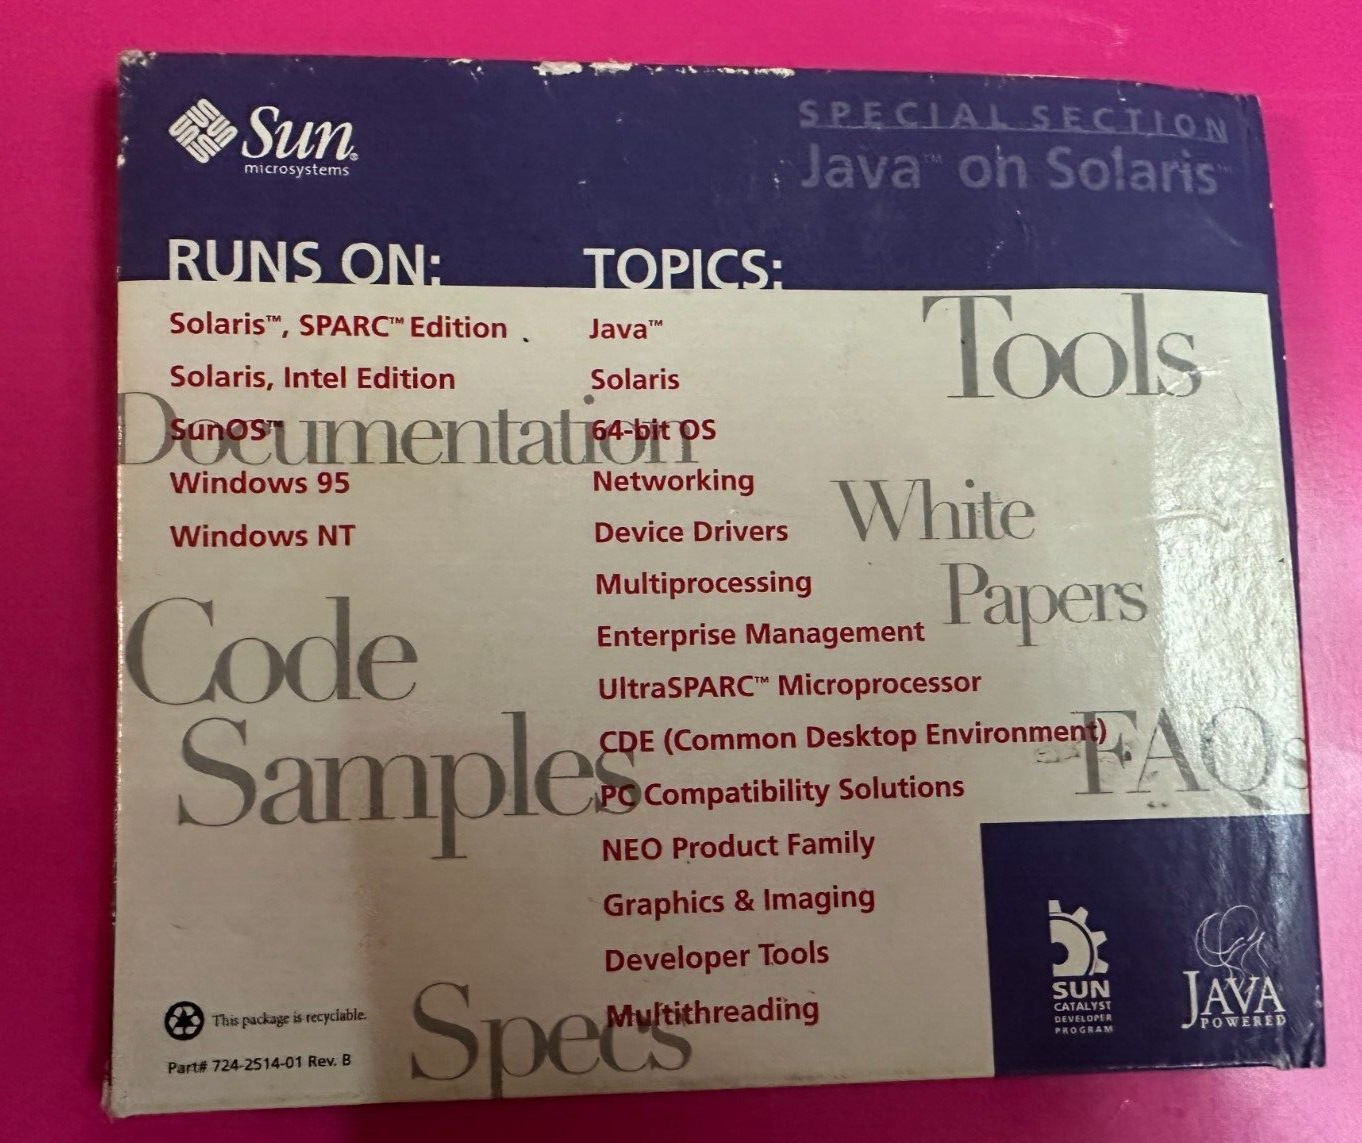 Sun
microsystems
SPECIAL SECTION
Java™ on Solaris™
RUNS ON:
Solaris™, SPARC™ Edition
Solaris, Intel Edition
SunOS™
Windows 95
Windows NT
TOPICS:
Java™
Solaris
64-bit OS
Networking
Device Drivers
Multiprocessing
Enterprise Management
UltraSPARC™ Microprocessor
CDE (Common Desktop Environment)
PC Compatibility Solutions
NEO Product Family
Graphics & Imaging
Developer Tools
Multithreading
Tools
Documentation
White
Papers
Code
Samples
FAQs
Specs
This package is recyclable.
Part# 724-2514-01 Rev. B
SUN
CATALYST
DEVELOPER
PROGRAM
JAVA
POWERED